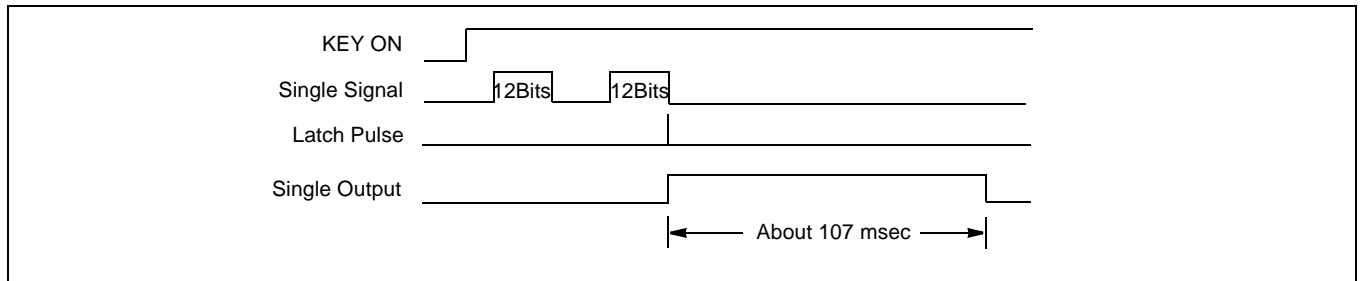 KEY ON
Single Signal 12Bits 12Bits
Latch Pulse
Single Output
About 107 msec